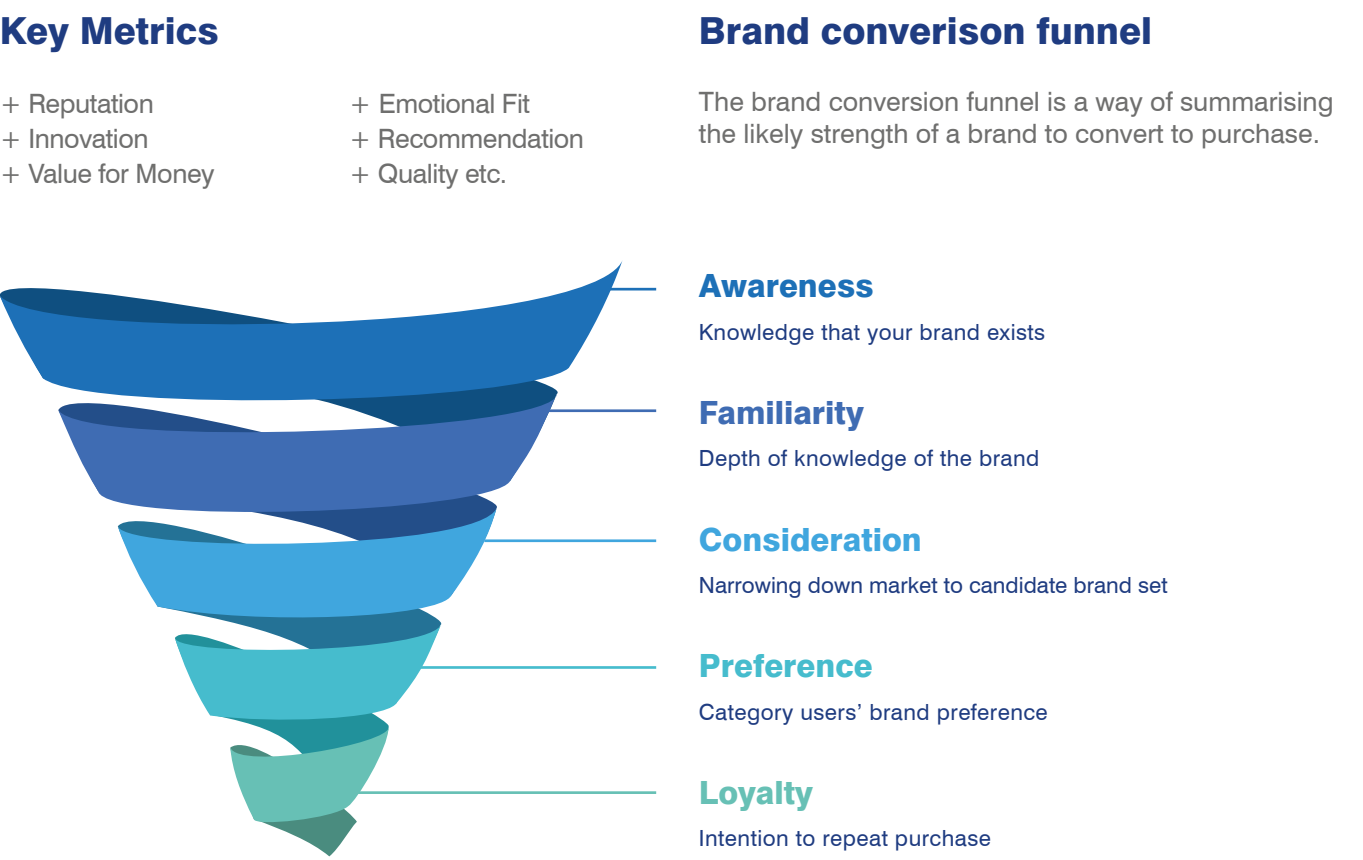 Key Metrics
+ Reputation
+ Innovation
+ Value for Money
+ Emotional Fit
+ Recommendation
+ Quality etc.
Brand converison funnel
The brand conversion funnel is a way of summarising
the likely strength of a brand to convert to purchase.
Awareness
Knowledge that your brand exists
Familiarity
Depth of knowledge of the brand
Consideration
Narrowing down market to candidate brand set
Preference
Category users’ brand preference
Loyalty
Intention to repeat purchase